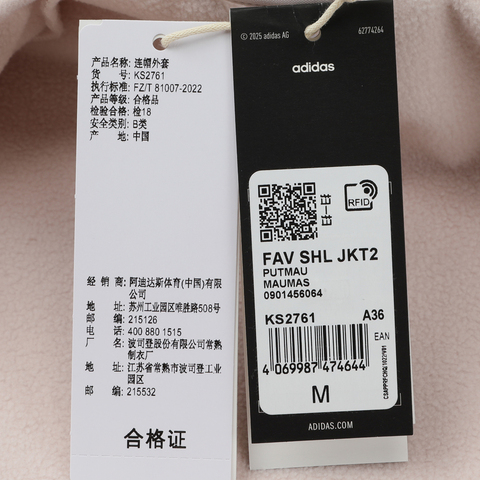 产品名称: 连帽外套
货 号: KS2761
执行标准: FZ/T 81007-2022
产品等级: 合格品
检验合格: 检18
安全类别: B类
产 地: 中国
经 销 商: 阿迪达斯体育(中国)有限公司
地 址: 苏州工业园区唯胜路508号
邮 编: 215126
电 话: 400 880 1515
厂 名: 波司登股份有限公司常熟
制衣厂
地 址: 江苏省常熟市波司登工业
园区
邮 编: 215532
合格证
© 2025 adidas AG
62774264
adidas
RFID
FAV SHL JKT2
PUTMAU
MAUMAS
0901456064
KS2761 A36
EAN
4 069987 474644
M
ADIDAS.COM